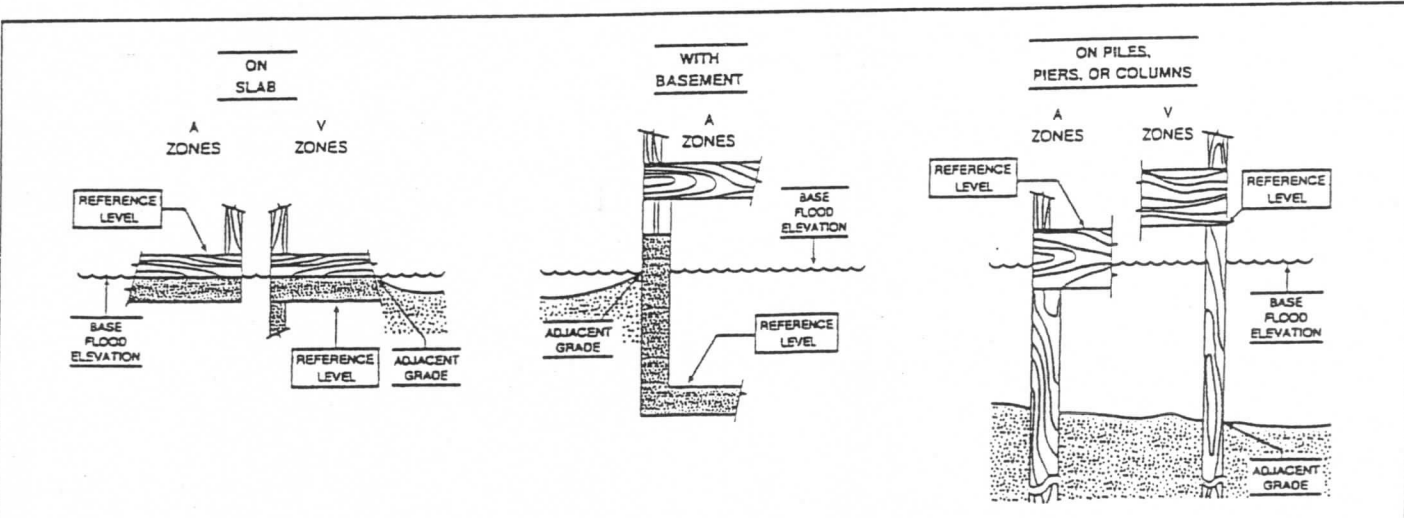 ON
SLAB
A
ZONES
V
ZONES
REFERENCE
LEVEL
BASE
FLOOD
ELEVATION
REFERENCE
LEVEL
ADJACENT
GRADE
WITH
BASEMENT
A
ZONES
BASE
FLOOD
ELEVATION
ADJACENT
GRADE
REFERENCE
LEVEL
ON PILES,
PIERS, OR COLUMNS
A
ZONES
V
ZONES
REFERENCE
LEVEL
REFERENCE
LEVEL
BASE
FLOOD
ELEVATION
ADJACENT
GRADE